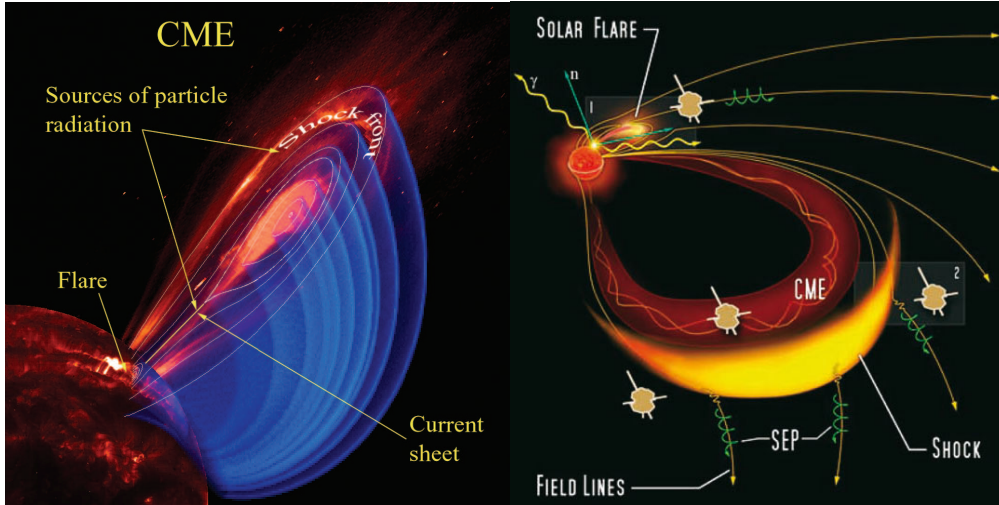 CME
Sources of particle
radiation
Shock front
Flare
Current
sheet
SOLAR FLARE
γ
n
1
2
CME
SEP
SHOCK
FIELD LINES